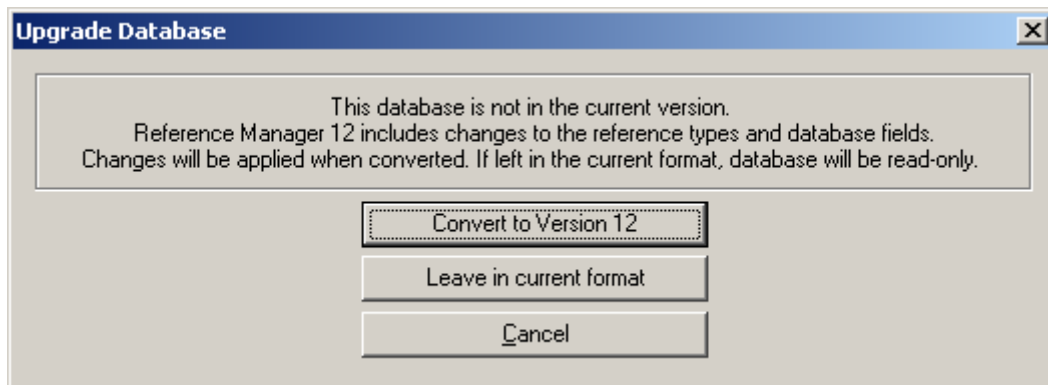 Upgrade Database
This database is not in the current version.
Reference Manager 12 includes changes to the reference types and database fields.
Changes will be applied when converted. If left in the current format, database will be read-only.
Convert to Version 12
Leave in current format
Cancel